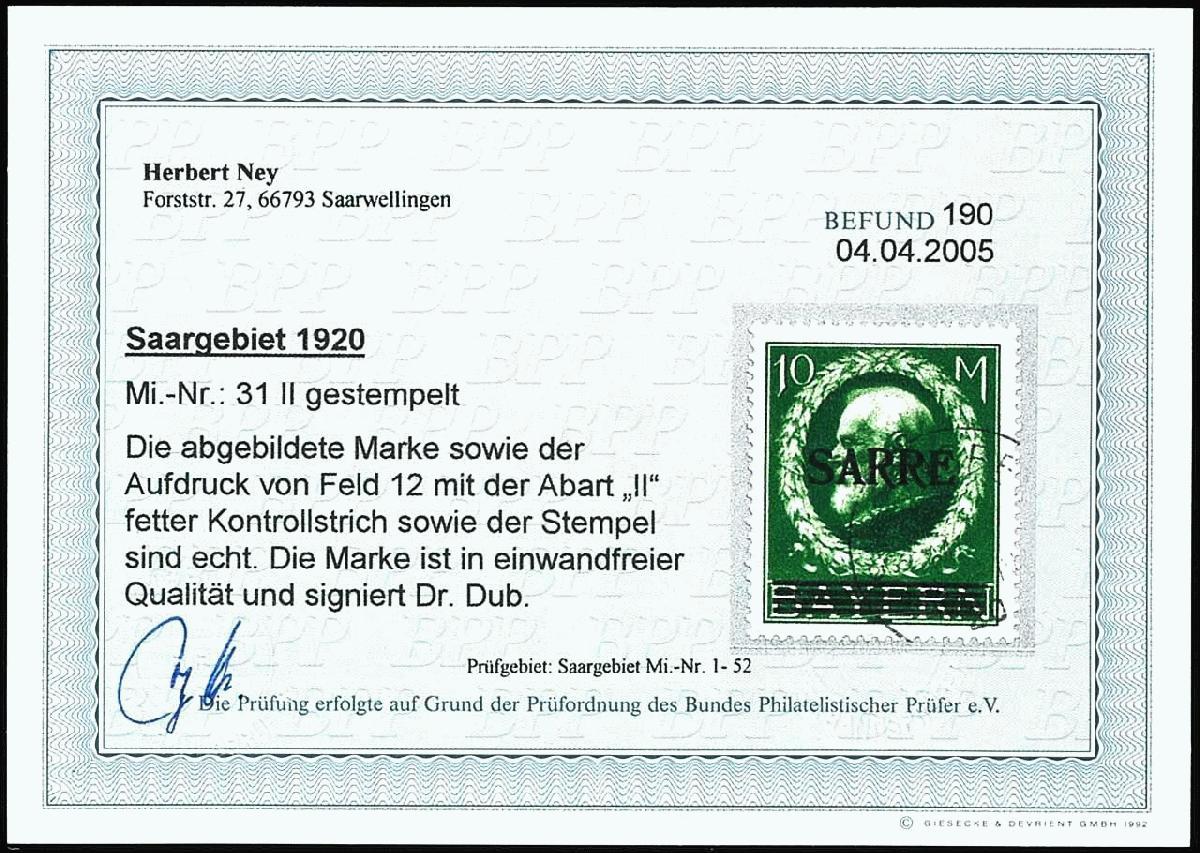 Herbert Ney
Forststr. 27, 66793 Saarwellingen
BEFUND 190
04.04.2005
Saargebiet 1920
Mi.-Nr.: 31 II gestempelt
Die abgebildete Marke sowie der
Aufdruck von Feld 12 mit der Abart „II“
fetter Kontrollstrich sowie der Stempel
sind echt. Die Marke ist in einwandfreier
Qualität und signiert Dr. Dub.
10 M
SARRE
BAYERN
Prüfgebiet: Saargebiet Mi.-Nr. 1- 52
Die Prüfung erfolgte auf Grund der Prüfordnung des Bundes Philatelistischer Prüfer e.V.
BPP
© GIESECKE & DEVRIENT GMBH 1992